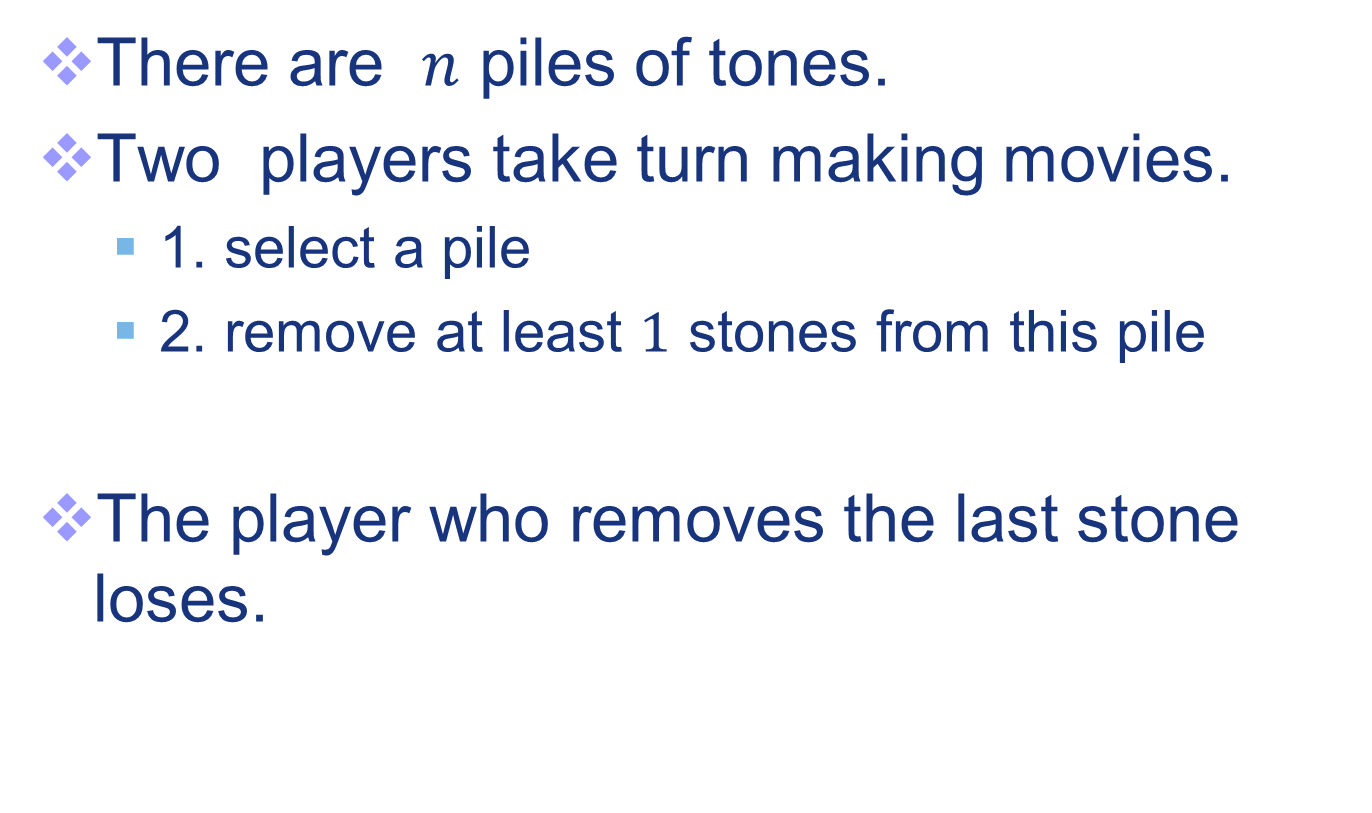 ❖There are n piles of tones.
❖Two players take turn making movies.
▪ 1. select a pile
▪ 2. remove at least 1 stones from this pile
❖The player who removes the last stone
loses.